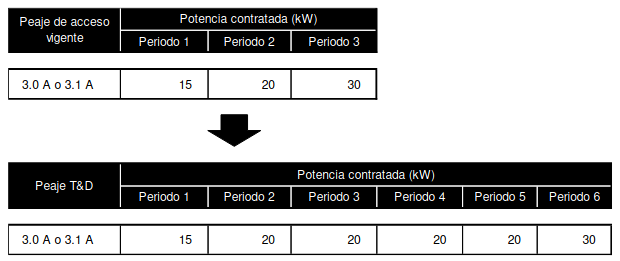 Peaje de acceso vigente Potencia contratada (kW)
Periodo 1 Periodo 2 Periodo 3
3.0 A o 3.1 A 15 20 30
Peaje T&D Potencia contratada (kW)
Periodo 1 Periodo 2 Periodo 3 Periodo 4 Periodo 5 Periodo 6
3.0 A o 3.1 A 15 20 20 20 20 30